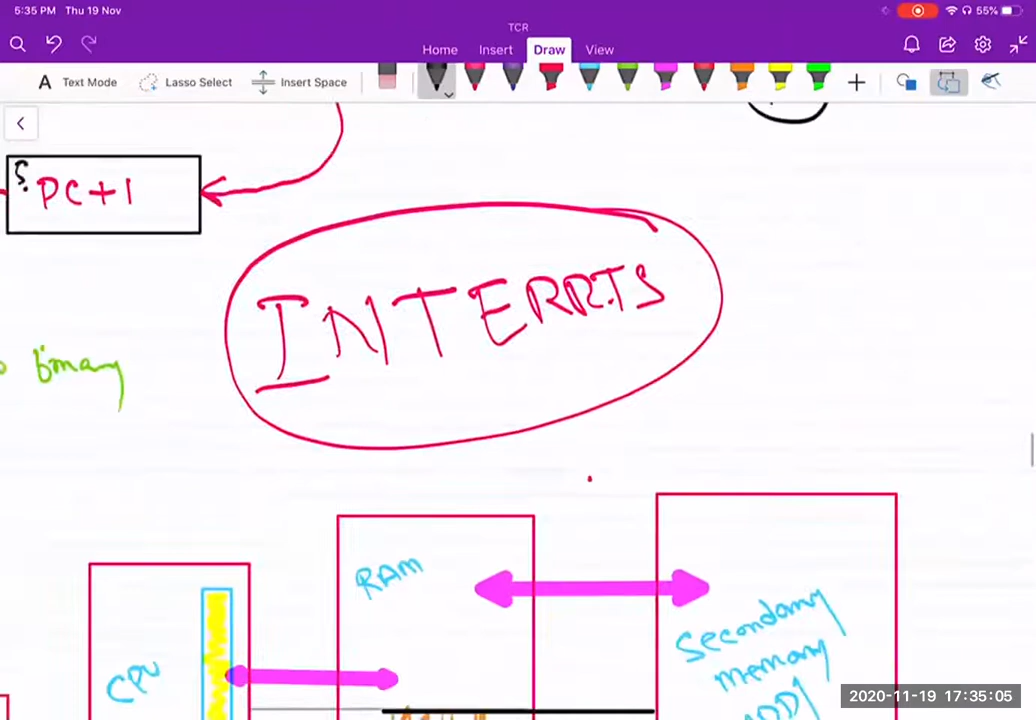 5:35 PM Thu 19 Nov
55%
TCR
Home Insert Draw View
A Text Mode Lasso Select Insert Space
PC+1
INTERRTS
RAM
Secondary
memory
CPU
2020-11-19 17:35:05